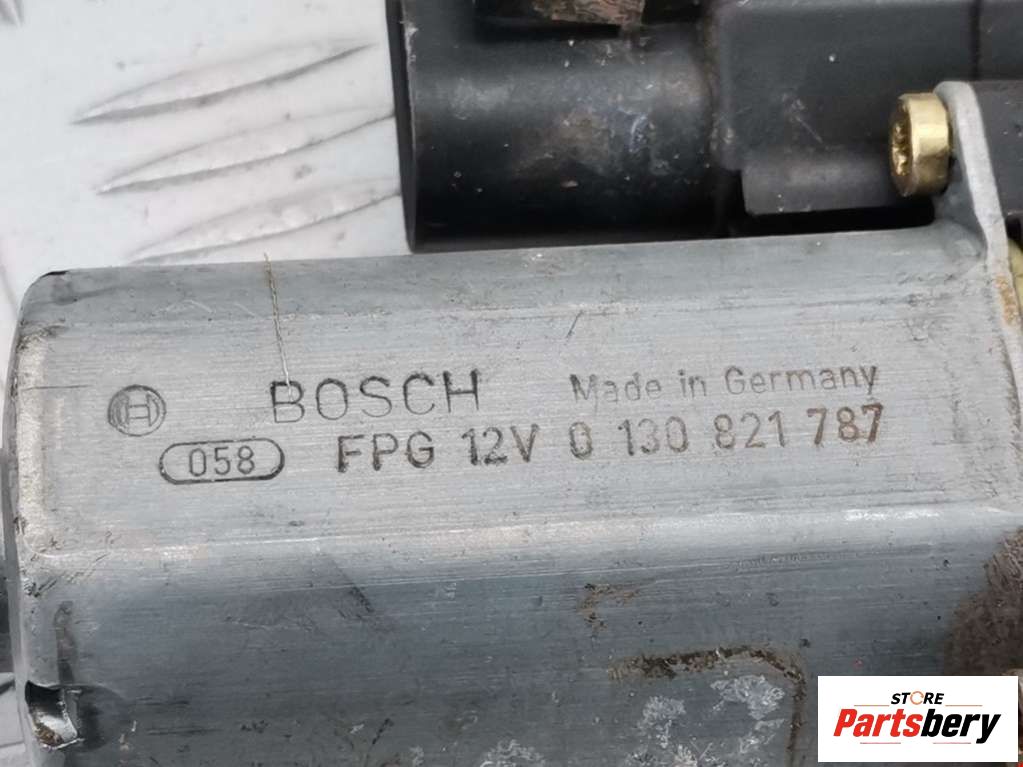 H BOSCH Made in Germany
058 FPG 12V 0 130 821 787
STORE
Partsbery